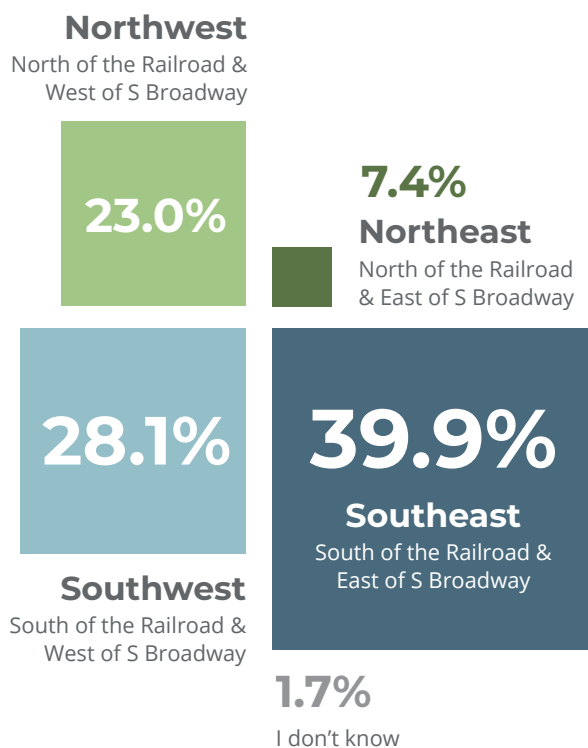 Northwest
North of the Railroad &
West of S Broadway
23.0%
7.4%
Northeast
North of the Railroad
& East of S Broadway
28.1%
Southwest
South of the Railroad &
West of S Broadway
39.9%
Southeast
South of the Railroad &
East of S Broadway
1.7%
I don’t know